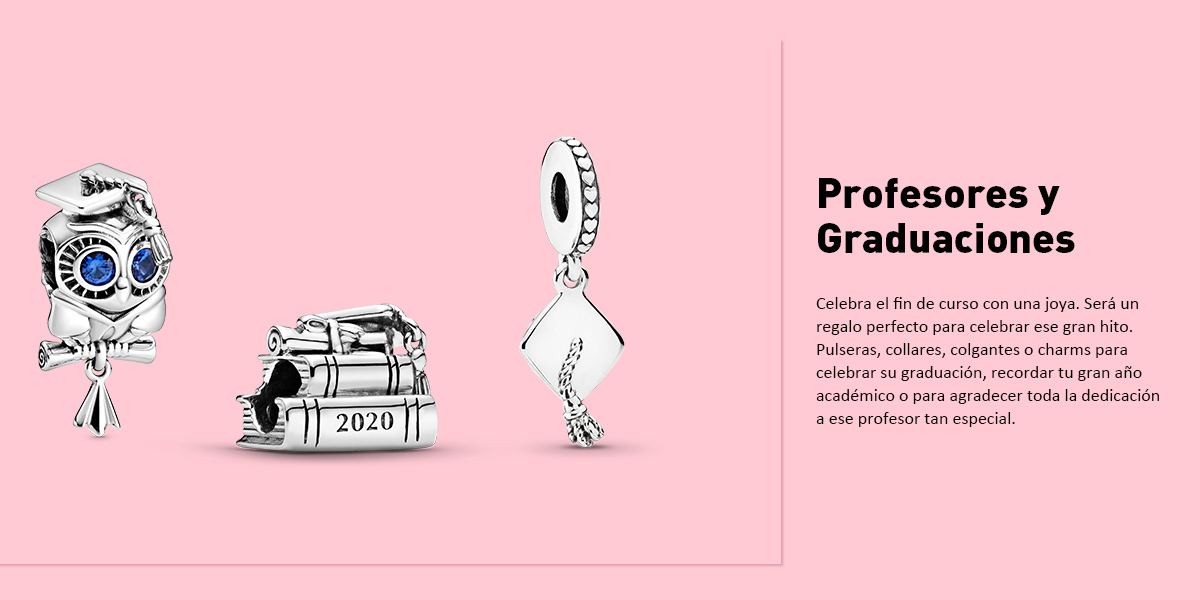 Profesores y
Graduaciones
Celebra el fin de curso con una joya. Será un
regalo perfecto para celebrar ese gran hito.
Pulseras, collares, colgantes o charms para
celebrar su graduación, recordar tu gran año
académico o para agradecer toda la dedicación
a ese profesor tan especial.
2020